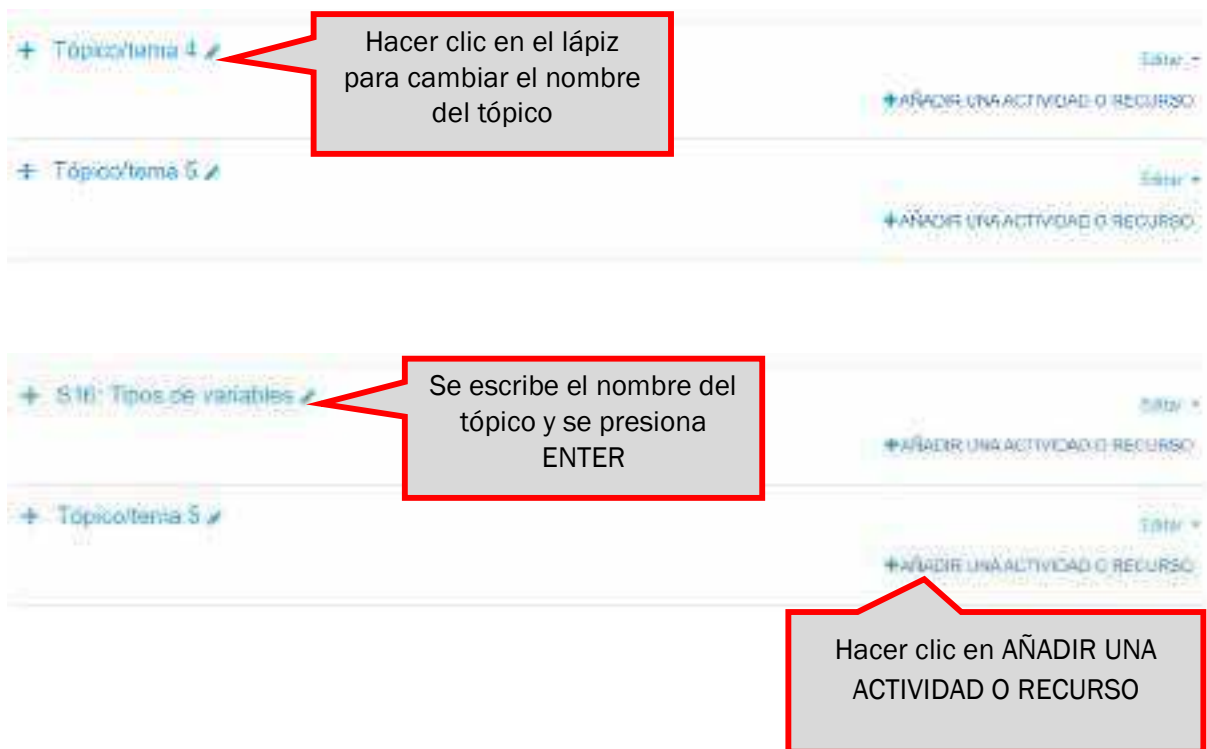 Tópico/tema 4
Hacer clic en el lápiz
para cambiar el nombre
del tópico
Editar
+AÑADIR UNA ACTIVIDAD O RECURSO
Tópico/tema 5
Editar
+AÑADIR UNA ACTIVIDAD O RECURSO
S16: Tipos de variables
Se escribe el nombre del
tópico y se presiona
ENTER
Editar
+AÑADIR UNA ACTIVIDAD O RECURSO
Tópico/tema 5
Editar
+AÑADIR UNA ACTIVIDAD O RECURSO
Hacer clic en AÑADIR UNA
ACTIVIDAD O RECURSO